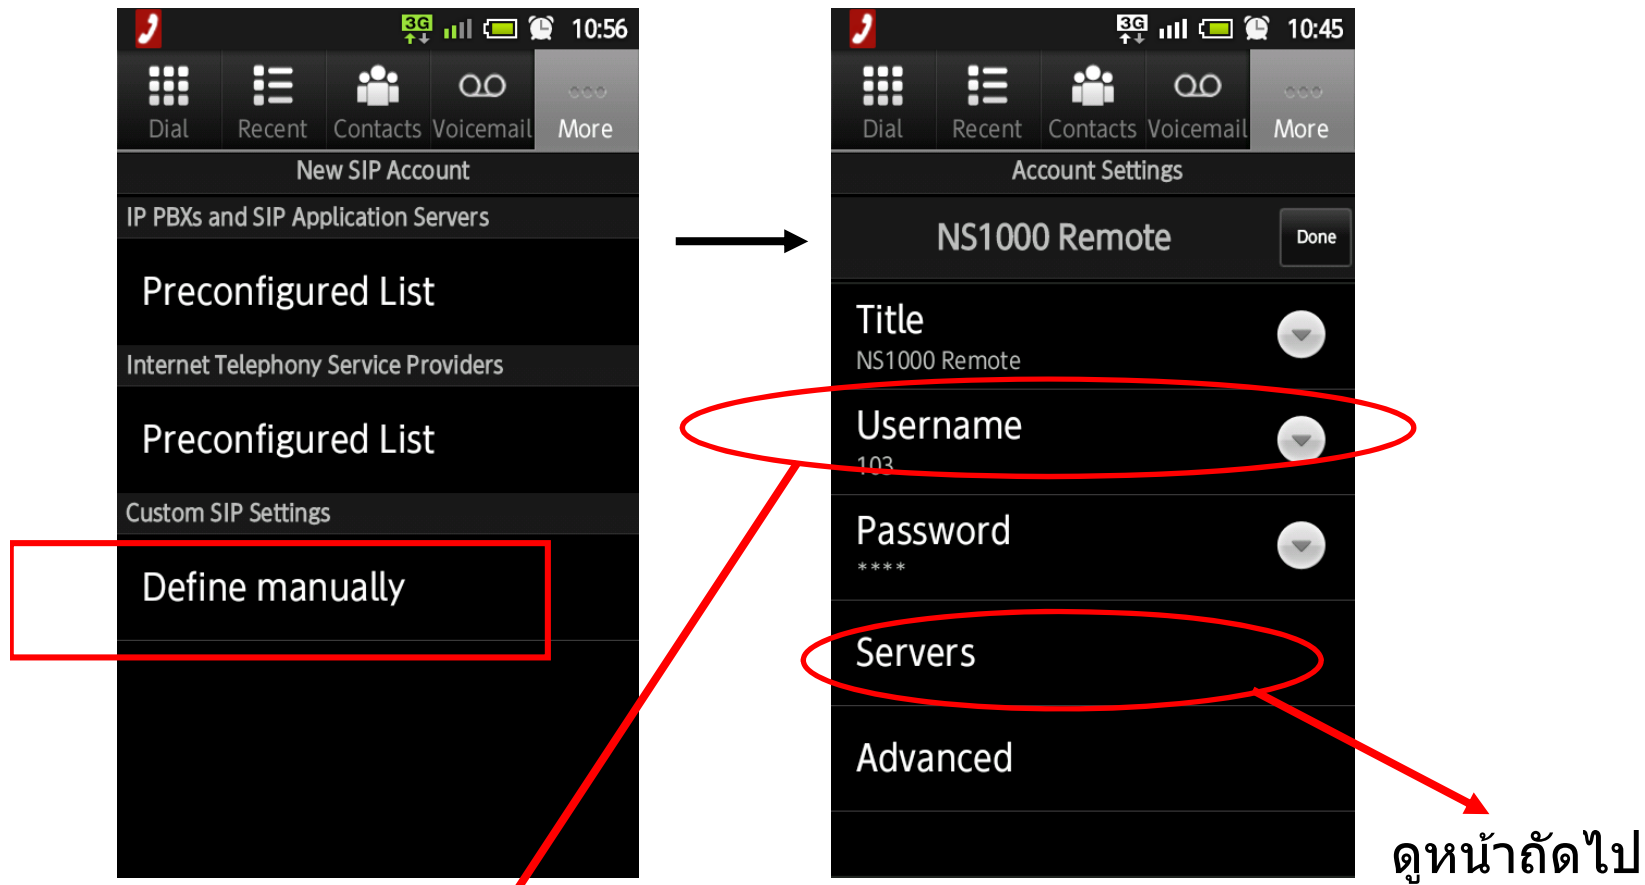 3G 10:56
Dial Recent Contacts Voicemail More
New SIP Account
IP PBXs and SIP Application Servers
Preconfigured List
Internet Telephony Service Providers
Preconfigured List
Custom SIP Settings
Define manually
3G 10:45
Dial Recent Contacts Voicemail More
Account Settings
NS1000 Remote Done
Title
NS1000 Remote
Username
103
Password
****
Servers
Advanced
ดูหน้าถัดไป